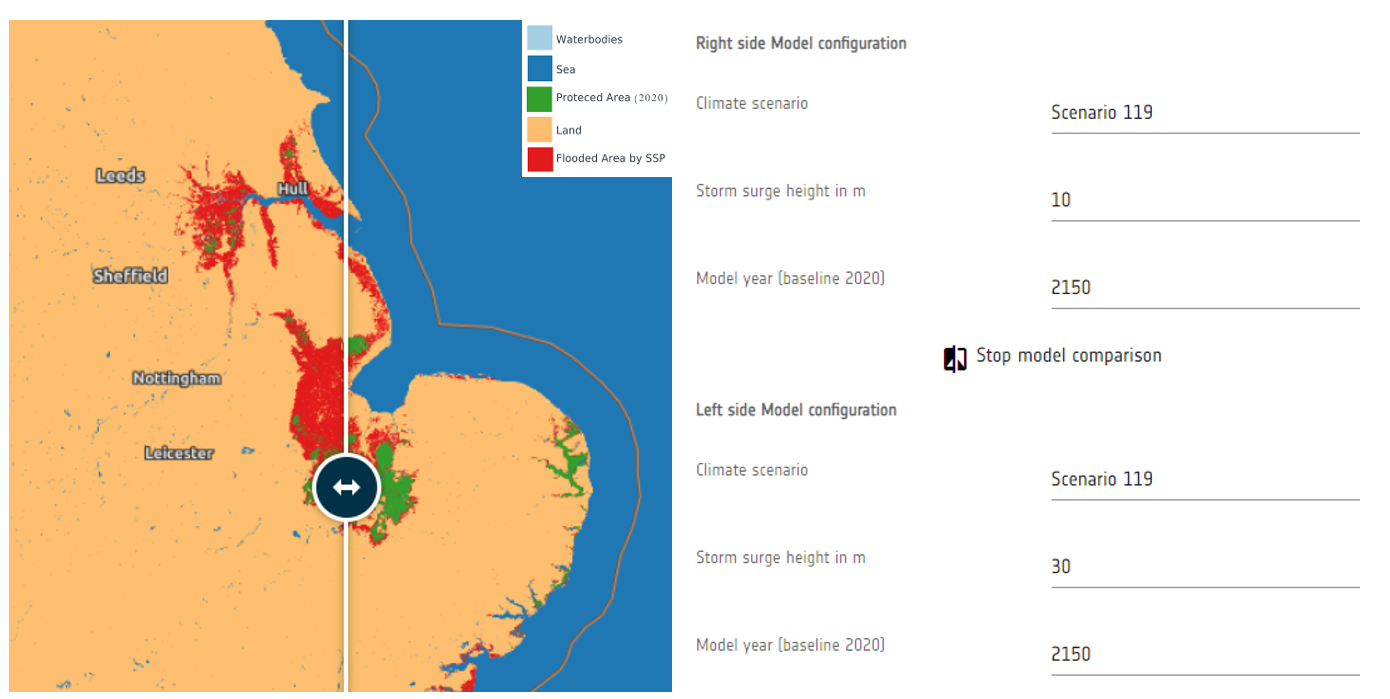 Waterbodies
Sea
Proteced Area (2020)
Land
Flooded Area by SSP
Leeds
Hull
Sheffield
Nottingham
Leicester
Right side Model configuration
Climate scenario
Scenario 119
Storm surge height in m
10
Model year (baseline 2020)
2150
Stop model comparison
Left side Model configuration
Climate scenario
Scenario 119
Storm surge height in m
30
Model year (baseline 2020)
2150